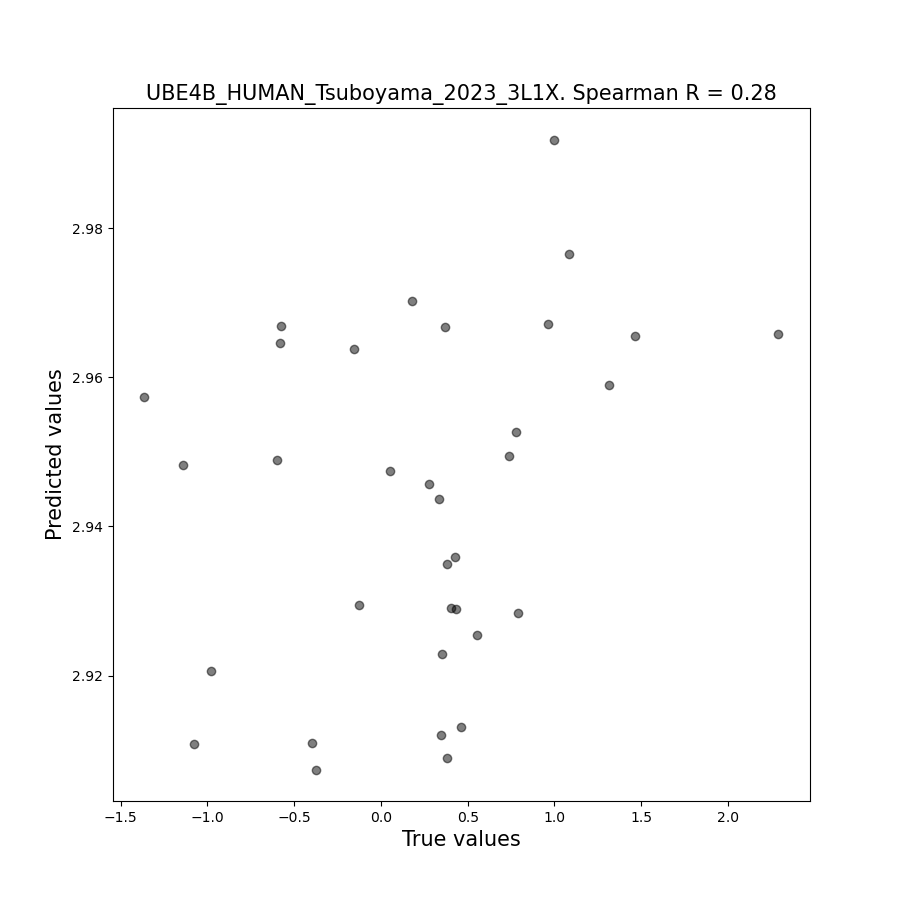 UBE4B_HUMAN_Tsuboyama_2023_3L1X. Spearman R = 0.28
Predicted values
2.98
2.96
2.94
2.92
−1.5 −1.0 −0.5 0.0 0.5 1.0 1.5 2.0
True values